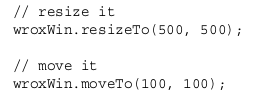 // resize it
wroxWin.resizeTo(500, 500);
// move it
wroxWin.moveTo(100, 100);